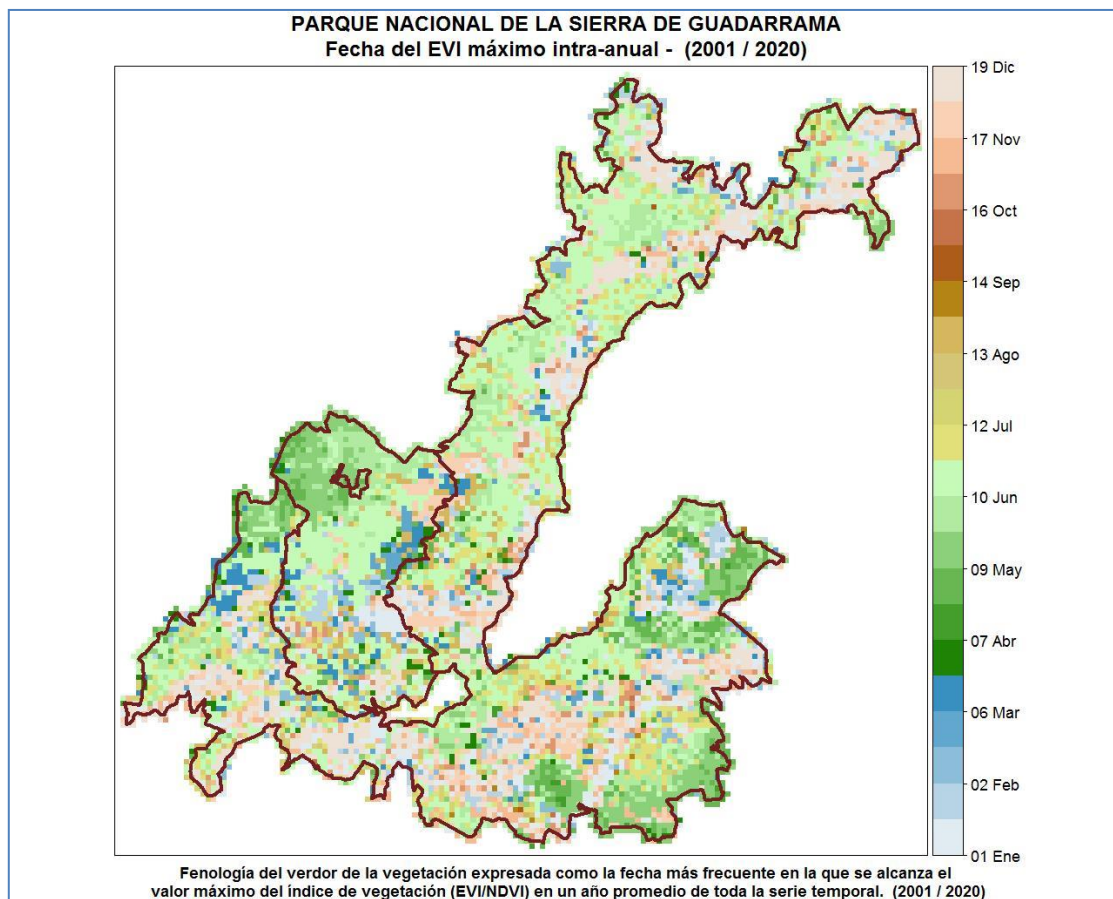 PARQUE NACIONAL DE LA SIERRA DE GUADARRAMA
Fecha del EVI máximo intra-anual - (2001 / 2020)
19 Dic
17 Nov
16 Oct
14 Sep
13 Ago
12 Jul
10 Jun
09 May
07 Abr
06 Mar
02 Feb
01 Ene
Fenología del verdor de la vegetación expresada como la fecha más frecuente en la que se alcanza el
valor máximo del índice de vegetación (EVI/NDVI) en un año promedio de toda la serie temporal. (2001 / 2020)